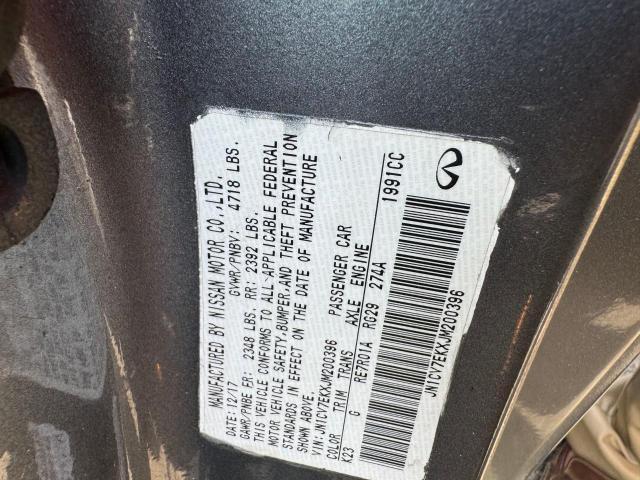 MANUFACTURED BY NISSAN MOTOR CO.,LTD.
DATE: 12/17 GVWR/PNBV: 4718 LBS.
GAWR/PNBE FR: 2348 LBS. RR: 2392 LBS.
THIS VEHICLE CONFORMS TO ALL-APPLICABLE FEDERAL
MOTOR VEHICLE SAFETY,BUMPER,AND THEFT PREVENTION
STANDARDS IN EFFECT ON THE DATE OF MANUFACTURE
SHOWN ABOVE.
VIN:JN1CV7EKXJM200396 PASSENGER CAR
COLOR TRIM TRANS AXLE ENGINE
K23 G RE7R01A RG29 274A 1991CC
JN1CV7EKXJM200396